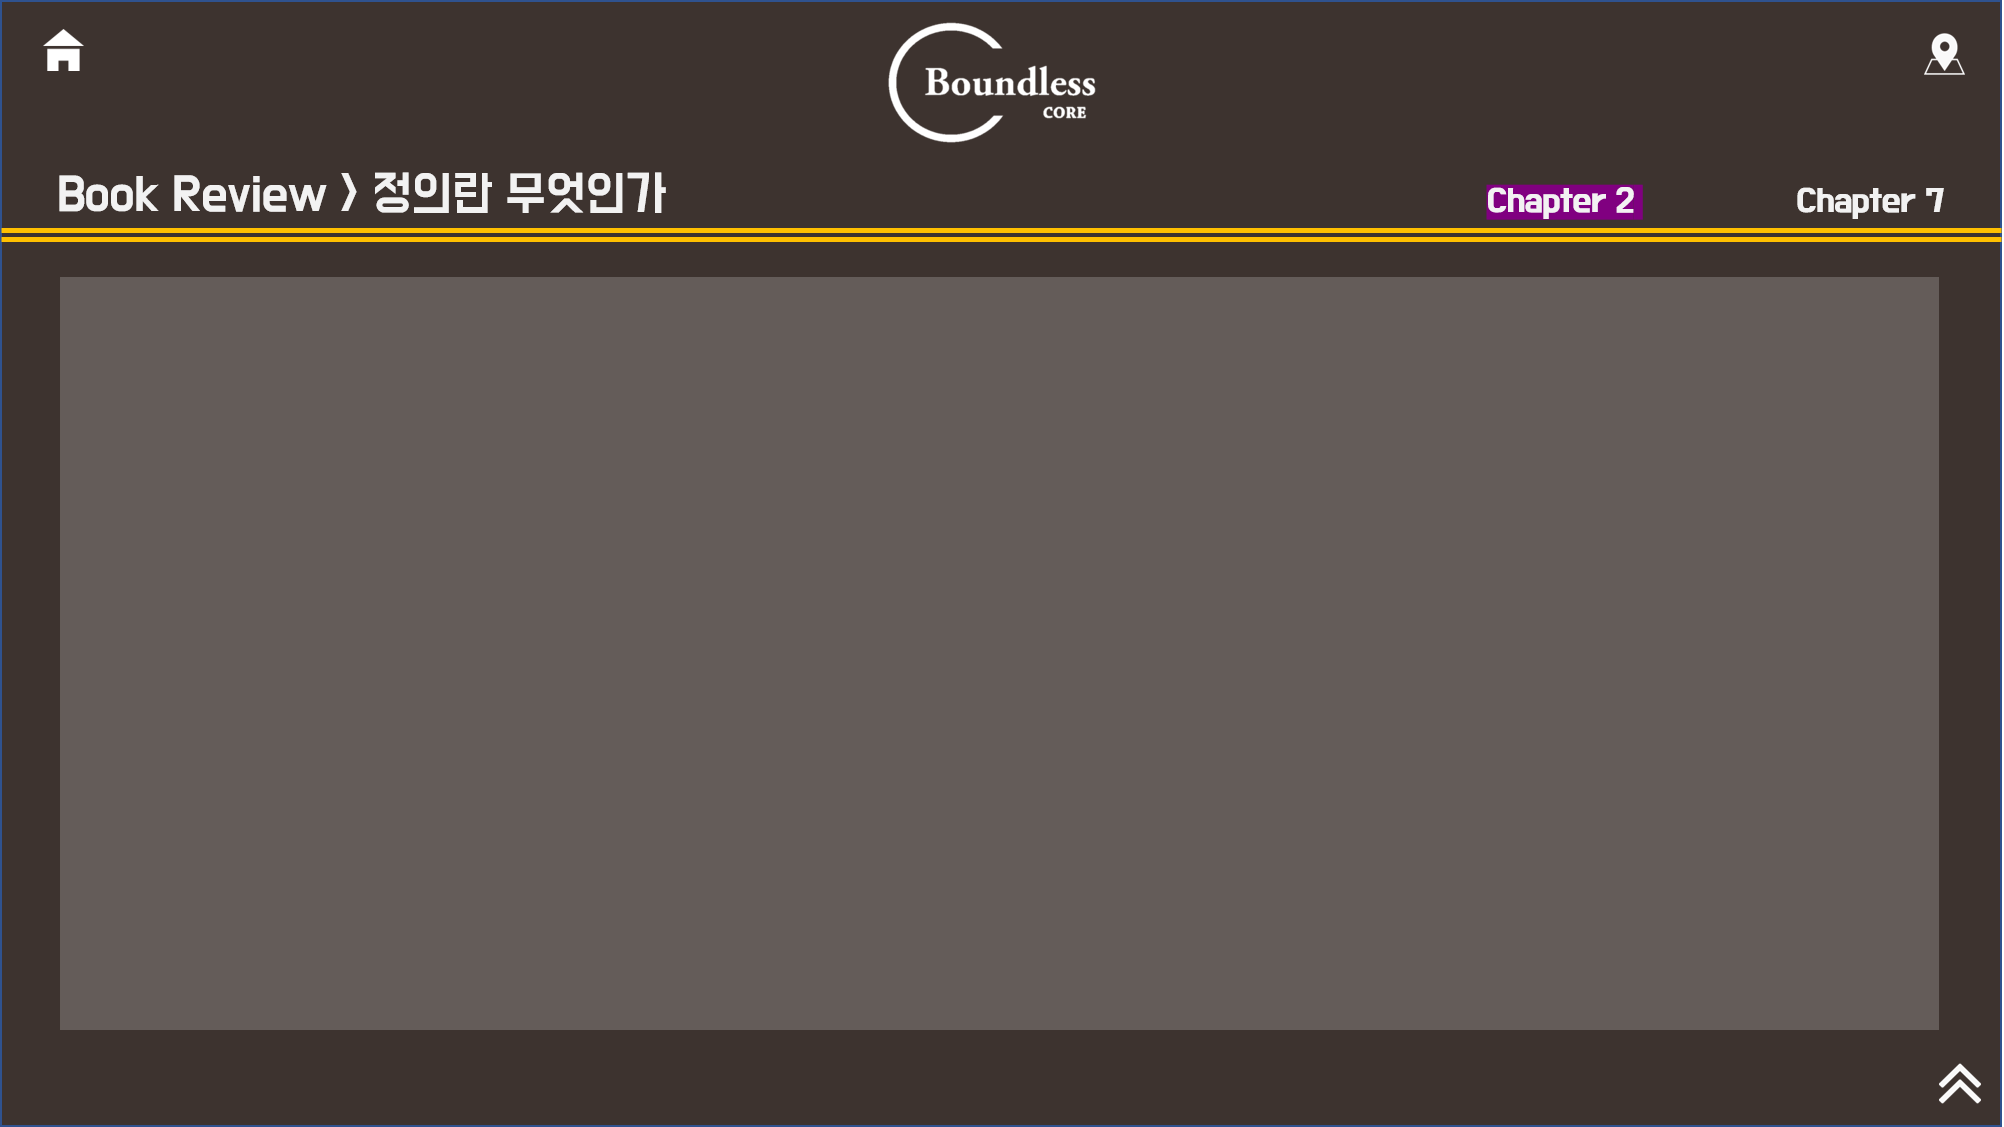 Boundless
CORE
Book Review > 정의란 무엇인가
Chapter 2
Chapter 7